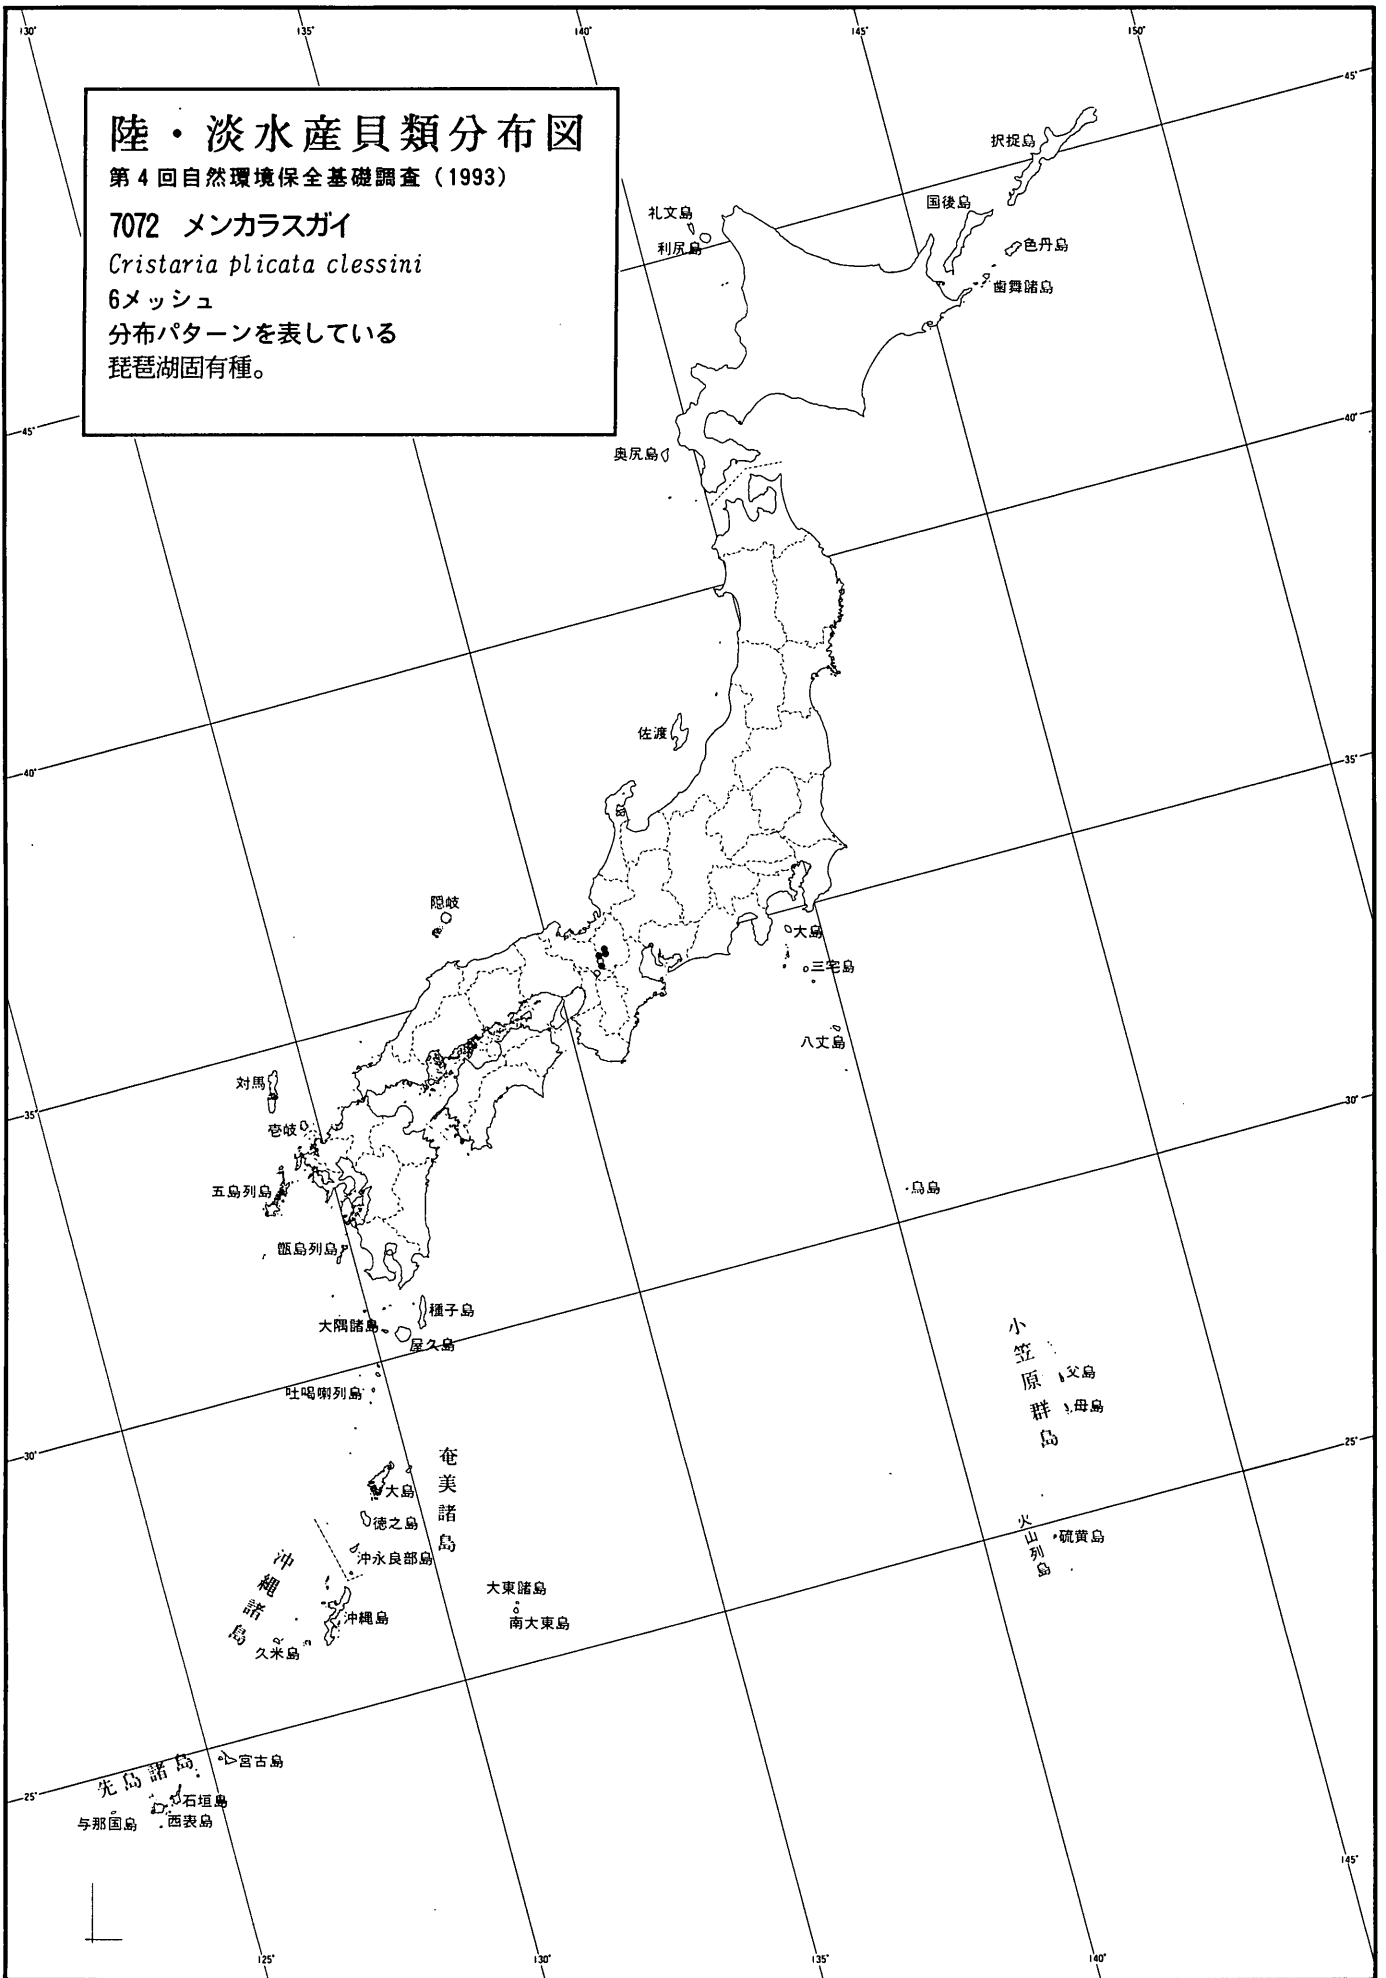 130°
135°
140°
145°
150°
陸・淡水産貝類分布図
第4回自然環境保全基礎調査（1993）
7072 メンカラスガイ
Cristaria plicata clessini
6メッシュ
分布パターンを表している
琵琶湖固有種。
45°
択捉島
国後島
礼文島
利尻島
色丹島
歯舞諸島
45°
40°
奥尻島
佐渡
40°
35°
隠岐
大島
三宅島
八丈島
対馬
35°
壱岐
30°
五島列島
鳥島
甑島列島
種子島
大隅諸島
屋久島
吐喝喇列島
小笠原群島
父島
母島
30°
25°
奄美諸島
大島
徳之島
沖永良部島
火山列島
硫黄島
沖縄諸島
沖縄島
久米島
大東諸島
南大東島
先島諸島
宮古島
石垣島
西表島
与那国島
25°
145°
125°
130°
135°
140°